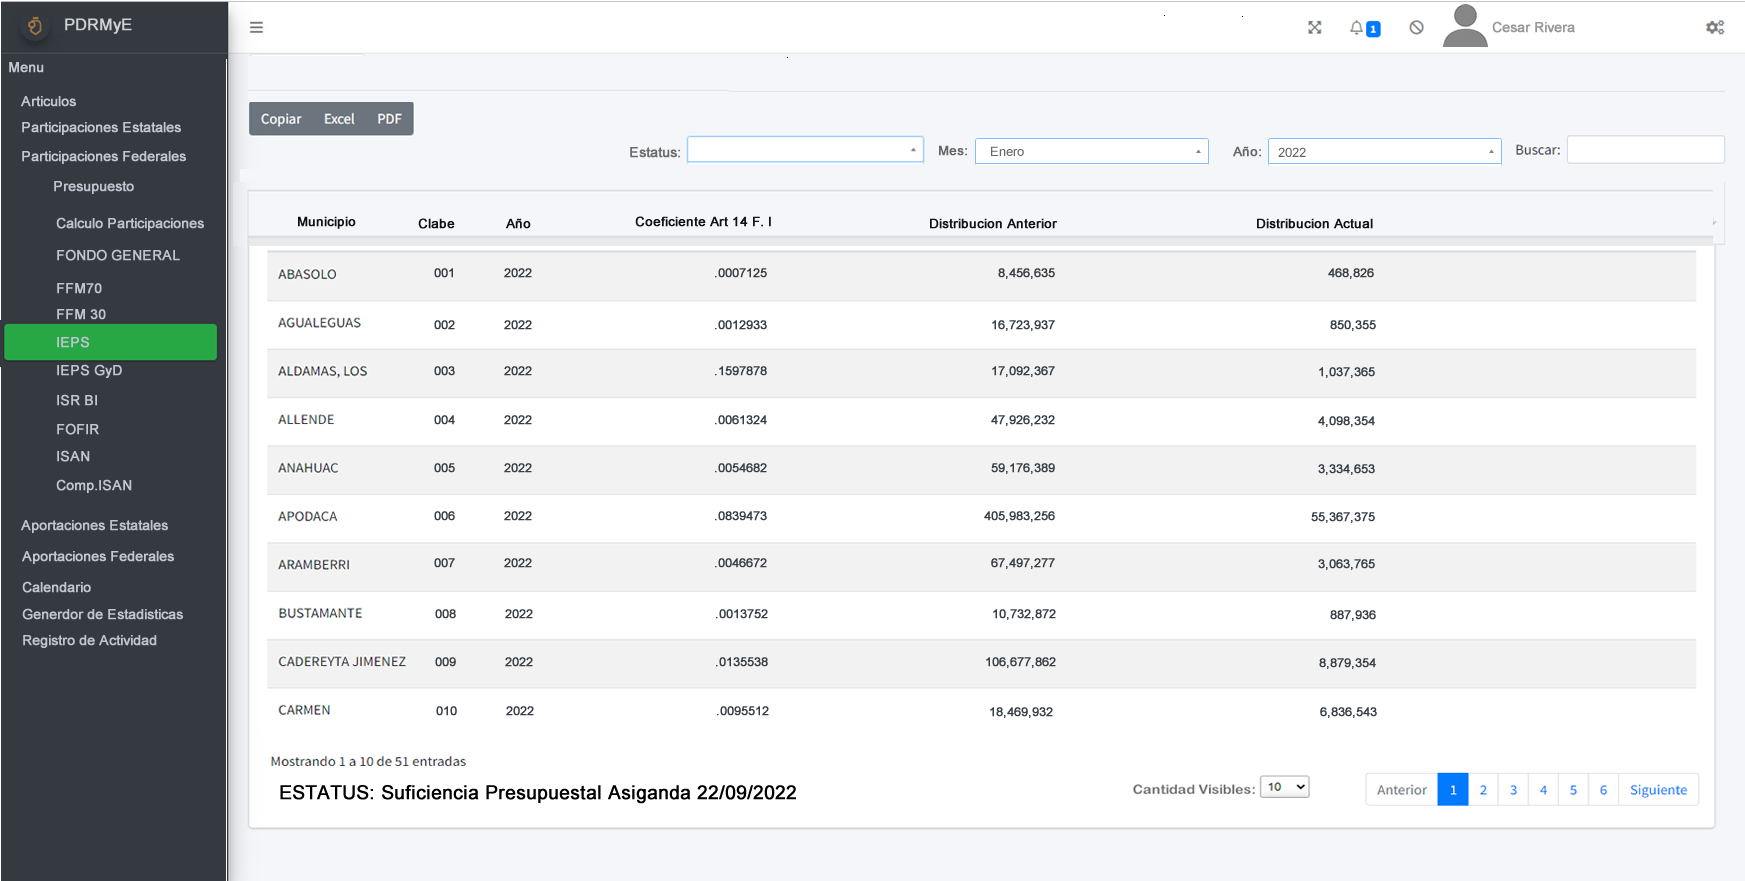 PDRMyE
Cesar Rivera
1
Menu
Articulos
Participaciones Estatales
Participaciones Federales
Presupuesto
Calculo Participaciones
FONDO GENERAL
FFM70
FFM 30
IEPS
IEPS GyD
ISR BI
FOFIR
ISAN
Comp.ISAN
Aportaciones Estatales
Aportaciones Federales
Calendario
Generdor de Estadisticas
Registro de Actividad
Copiar Excel PDF
Estatus: Mes: Enero Año: 2022 Buscar:
Municipio Clabe Año Coeficiente Art 14 F. I Distribucion Anterior Distribucion Actual
ABASOLO 001 2022 .0007125 8,456,635 468,826
AGUALEGUAS 002 2022 .0012933 16,723,937 850,355
ALDAMAS, LOS 003 2022 .1597878 17,092,367 1,037,365
ALLENDE 004 2022 .0061324 47,926,232 4,098,354
ANAHUAC 005 2022 .0054682 59,176,389 3,334,653
APODACA 006 2022 .0839473 405,983,256 55,367,375
ARAMBERRI 007 2022 .0046672 67,497,277 3,063,765
BUSTAMANTE 008 2022 .0013752 10,732,872 887,936
CADEREYTA JIMENEZ 009 2022 .0135538 106,677,862 8,879,354
CARMEN 010 2022 .0095512 18,469,932 6,836,543
Mostrando 1 a 10 de 51 entradas
ESTATUS: Suficiencia Presupuestal Asiganda 22/09/2022
Cantidad Visibles: 10
Anterior 1 2 3 4 5 6 Siguiente